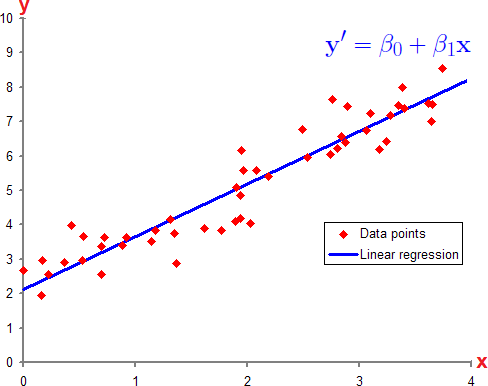 y
10
y′ = β₀ + β₁x
9
8
7
6
5
4
Data points
3
Linear regression
2
1
0
0 1 2 3 4
x